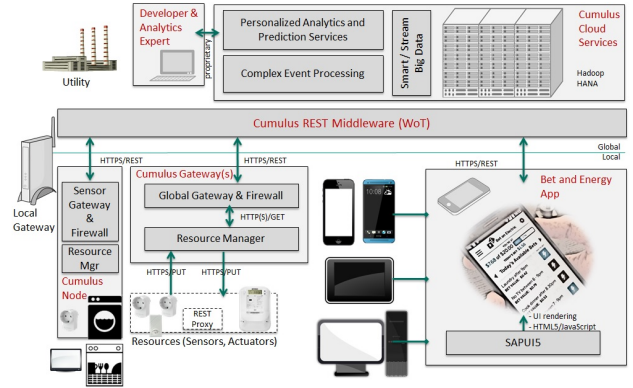 Developer &
Analytics
Expert
proprietary
Personalized Analytics and
Prediction Services
Complex Event Processing
Smart / Stream
Big Data
Cumulus
Cloud
Services
Hadoop
HANA
Utility
Cumulus REST Middleware (WoT)
Global
Local
Local
Gateway
HTTPS/REST
Sensor
Gateway
&
Firewall
Resource
Mgr
Cumulus
Node
HTTPS/REST
Cumulus Gateway(s)
Global Gateway & Firewall
HTTP(S)/GET
Resource Manager
HTTPS/PUT
HTTPS/PUT
REST
Proxy
Resources (Sensors, Actuators)
HTTPS/REST
Bet and Energy
App
Today's Available Bets
- UI rendering
- HTML5/JavaScript
SAPUI5